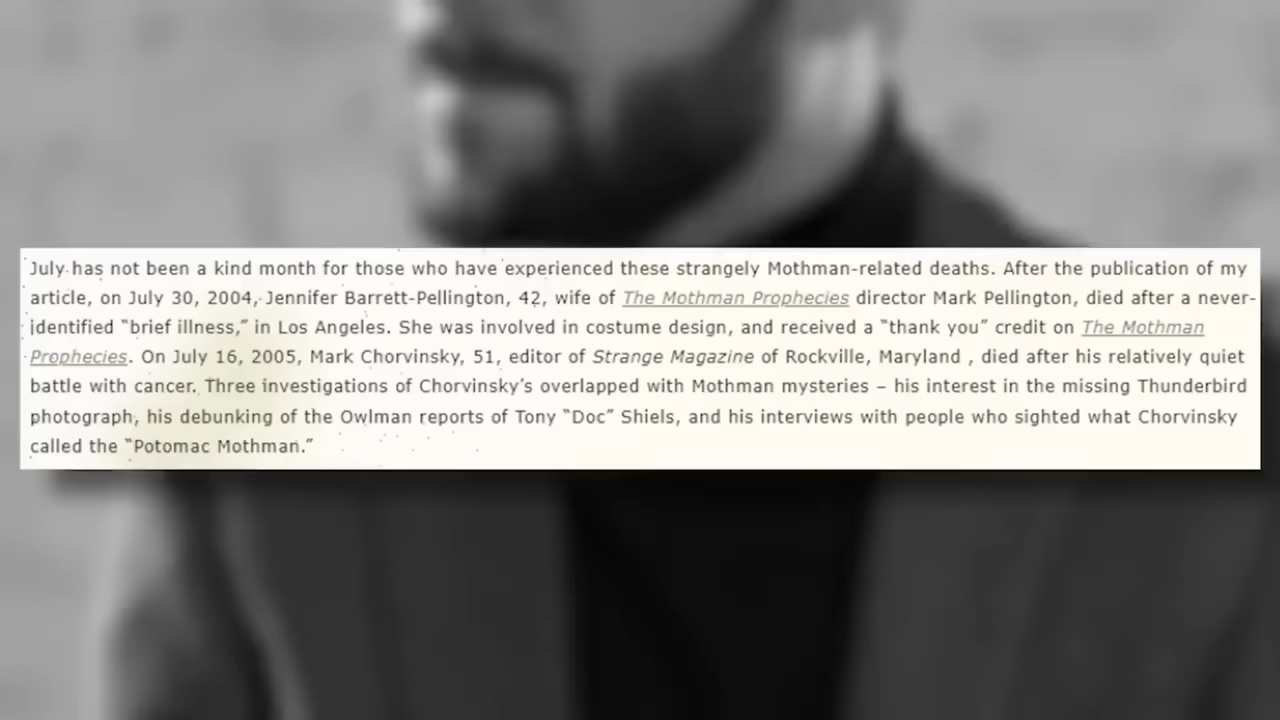 July has not been a kind month for those who have experienced these strangely Mothman-related deaths. After the publication of my
article, on July 30, 2004, Jennifer Barrett-Pellington, 42, wife of The Mothman Prophecies director Mark Pellington, died after a never-
identified “brief illness,” in Los Angeles. She was involved in costume design, and received a “thank you” credit on The Mothman
Prophecies. On July 16, 2005, Mark Chorvinsky, 51, editor of Strange Magazine of Rockville, Maryland , died after his relatively quiet
battle with cancer. Three investigations of Chorvinsky’s overlapped with Mothman mysteries – his interest in the missing Thunderbird
photograph, his debunking of the Owlman reports of Tony “Doc” Shiels, and his interviews with people who sighted what Chorvinsky
called the “Potomac Mothman.”